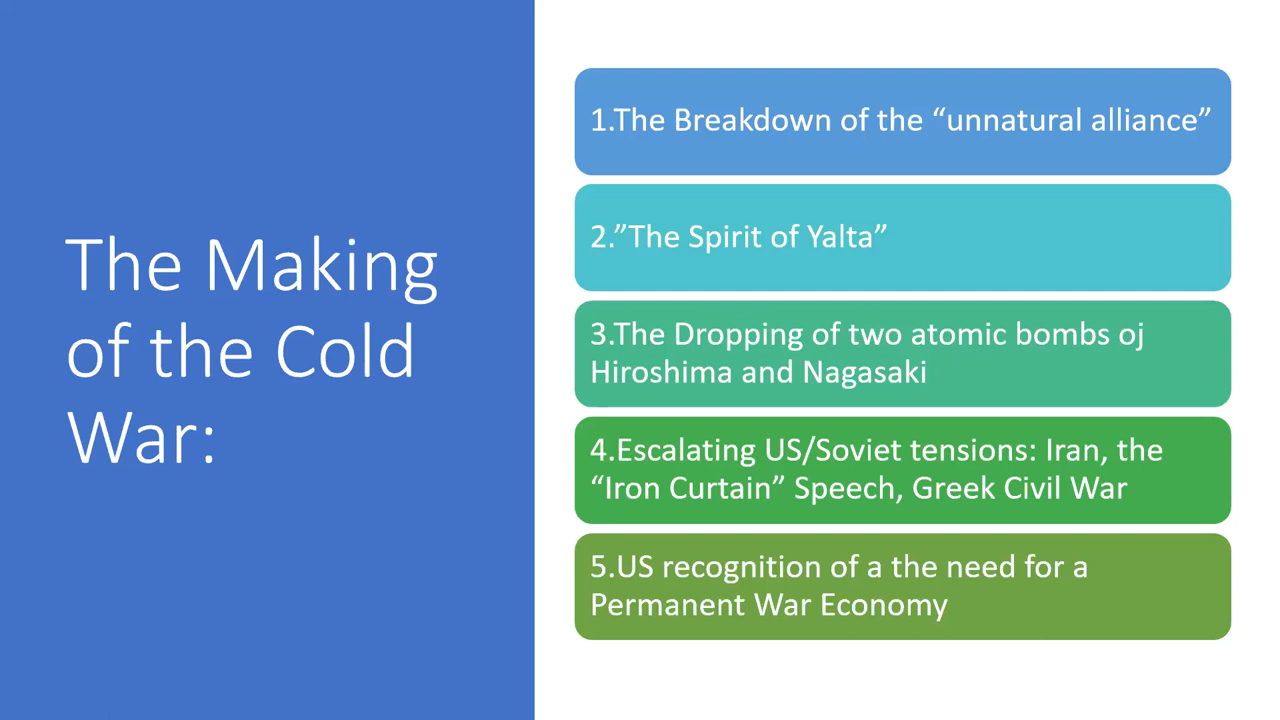 The Making
of the Cold
War:
1.The Breakdown of the “unnatural alliance”
2.”The Spirit of Yalta”
3.The Dropping of two atomic bombs oj
Hiroshima and Nagasaki
4.Escalating US/Soviet tensions: Iran, the
“Iron Curtain” Speech, Greek Civil War
5.US recognition of a the need for a
Permanent War Economy